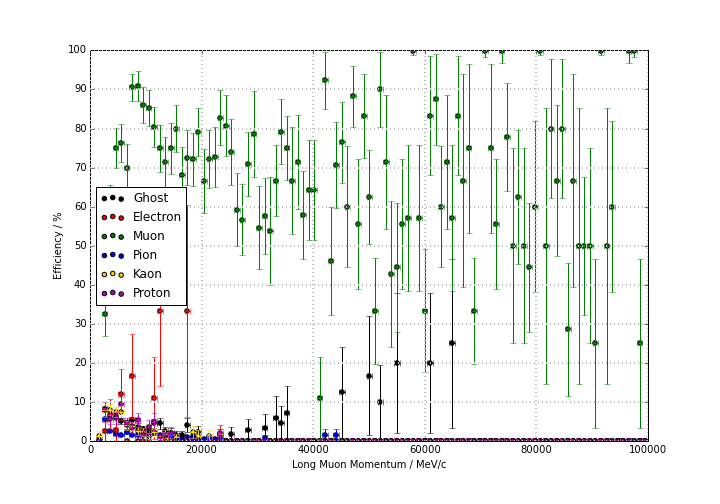 100
90
80
70
60
50
40
30
20
10
0
Efficiency / %
Ghost
Electron
Muon
Pion
Kaon
Proton
0 20000 40000 60000 80000 100000
Long Muon Momentum / MeV/c